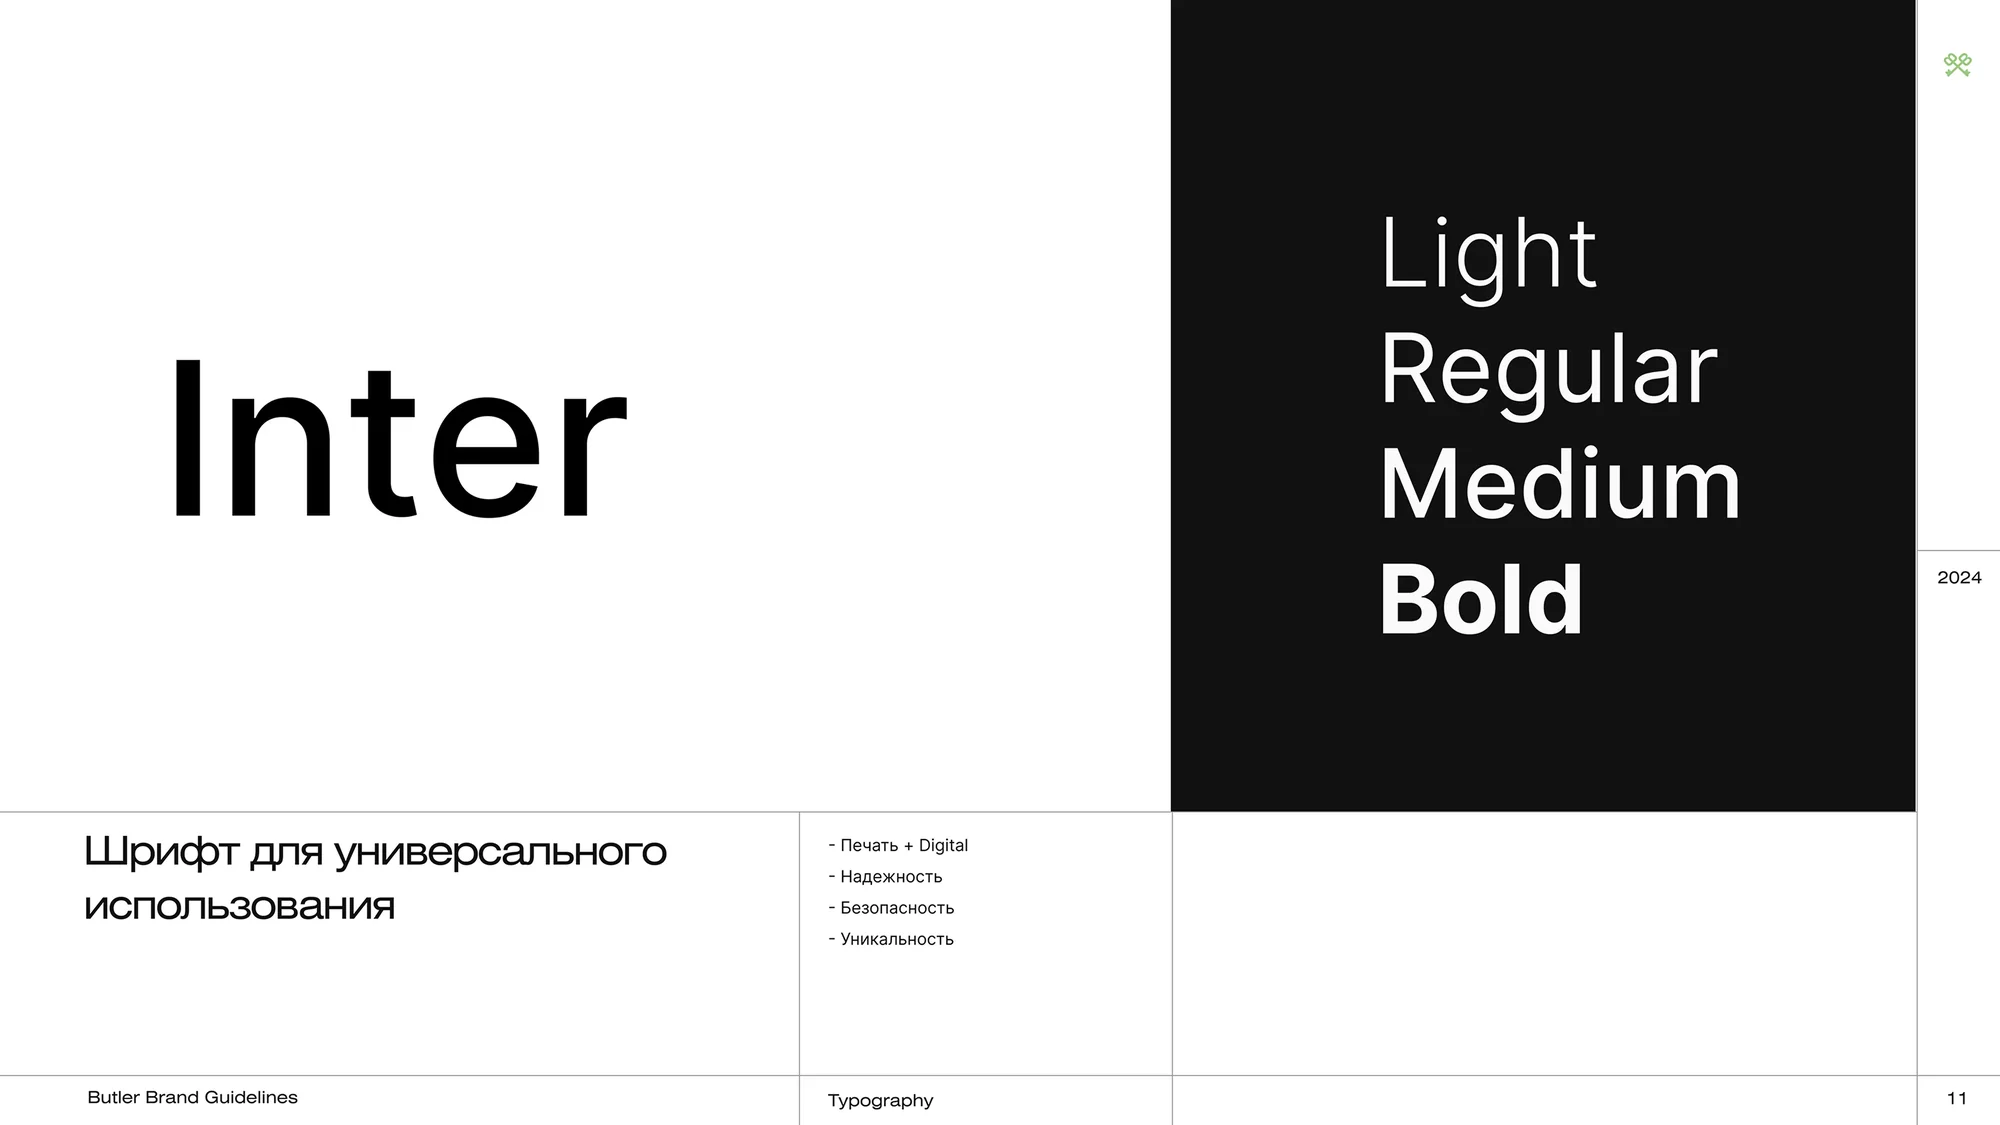 Inter
Light
Regular
Medium
Bold
2024
Шрифт для универсального
использования
- Печать + Digital
- Надежность
- Безопасность
- Уникальность
Butler Brand Guidelines
Typography
11